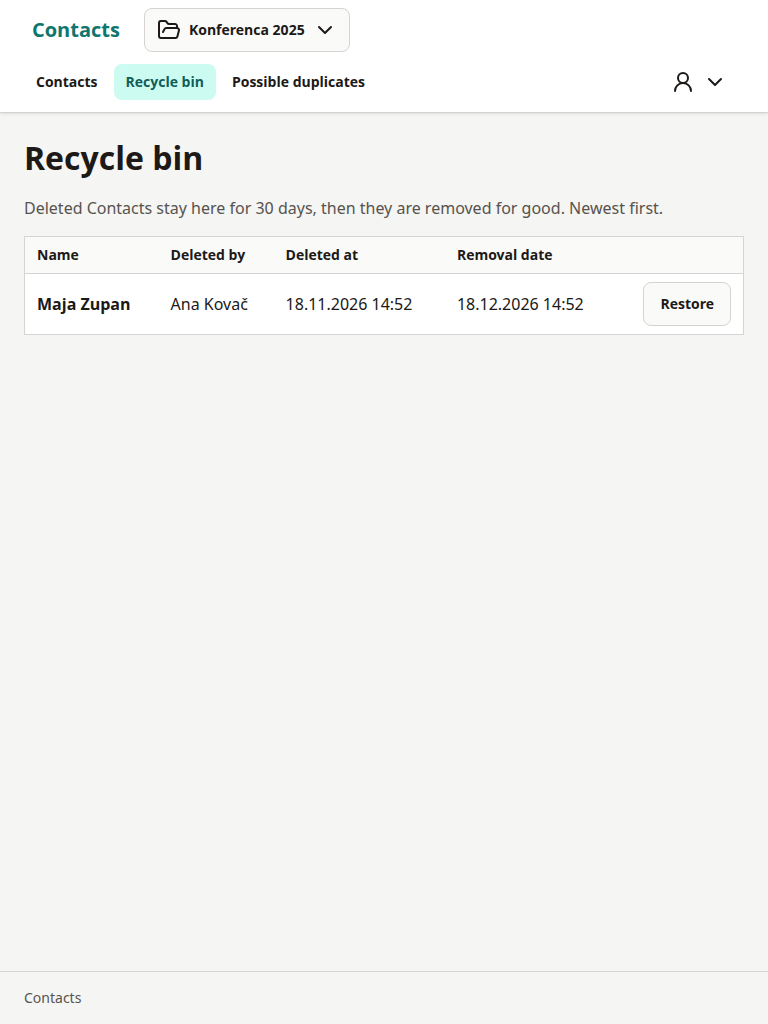 Contacts
Konferenca 2025
Contacts Recycle bin Possible duplicates
Recycle bin
Deleted Contacts stay here for 30 days, then they are removed for good. Newest first.
Name Deleted by Deleted at Removal date
Maja Zupan Ana Kovač 18.11.2026 14:52 18.12.2026 14:52 Restore
Contacts